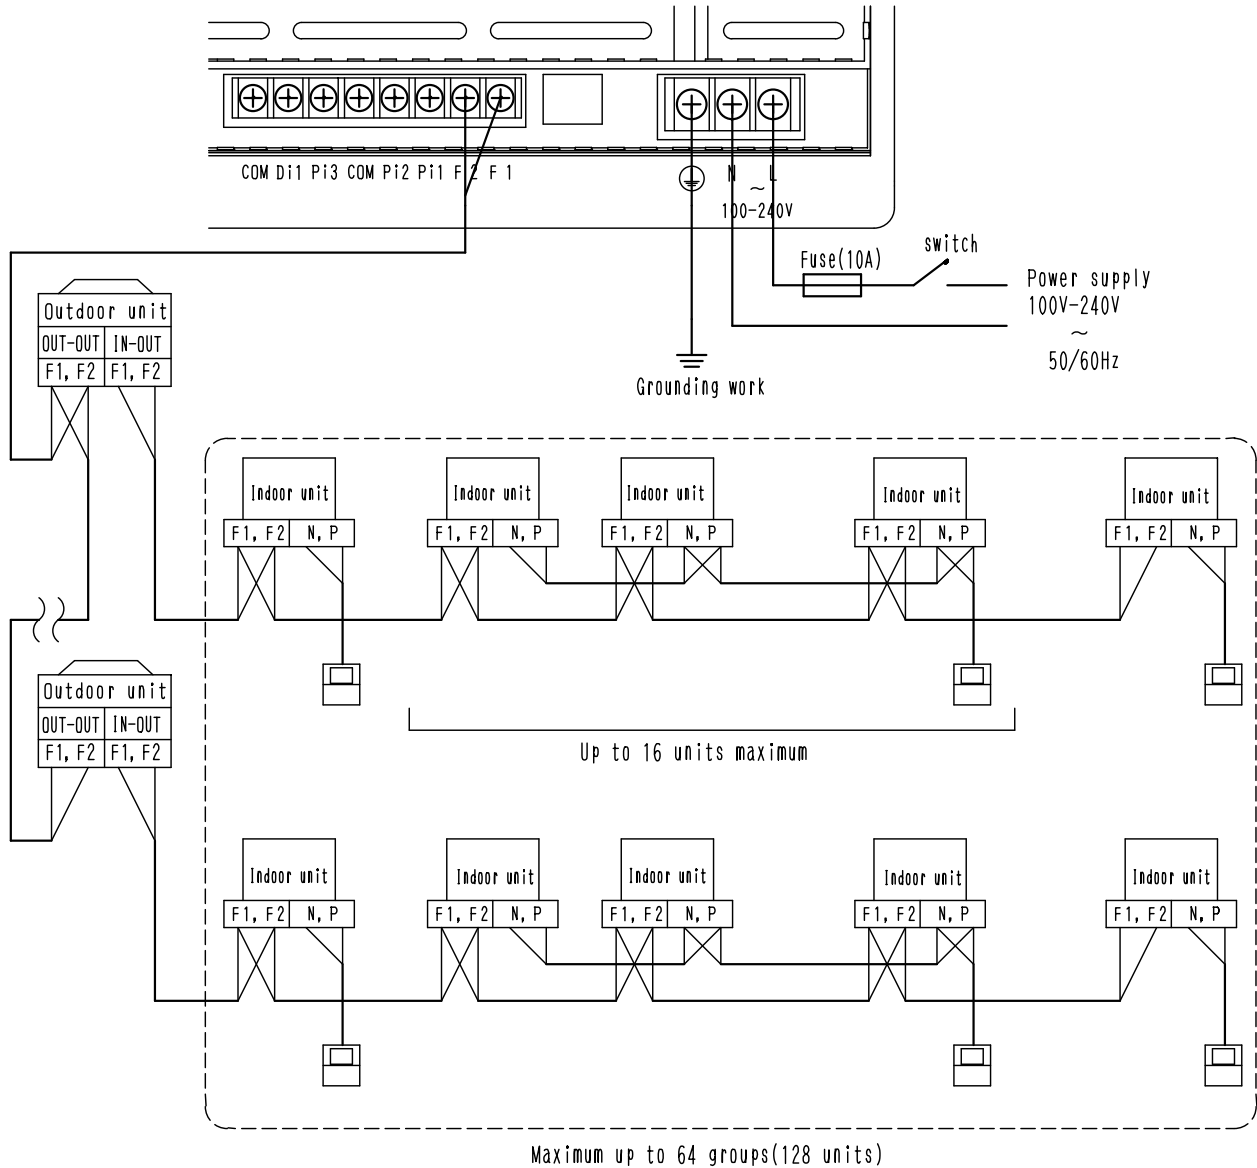 COM Di1 Pi3 COM Pi2 Pi1 F 2 F 1
N L
~
100-240V
Fuse(10A)
switch
Power supply
100V-240V
~
50/60Hz
Grounding work
Outdoor unit
OUT-OUT IN-OUT
F1, F2 F1, F2
Indoor unit Indoor unit Indoor unit Indoor unit Indoor unit
F1, F2 N, P F1, F2 N, P F1, F2 N, P F1, F2 N, P F1, F2 N, P
Outdoor unit
OUT-OUT IN-OUT
F1, F2 F1, F2
Up to 16 units maximum
Indoor unit Indoor unit Indoor unit Indoor unit Indoor unit
F1, F2 N, P F1, F2 N, P F1, F2 N, P F1, F2 N, P F1, F2 N, P
Maximum up to 64 groups(128 units)